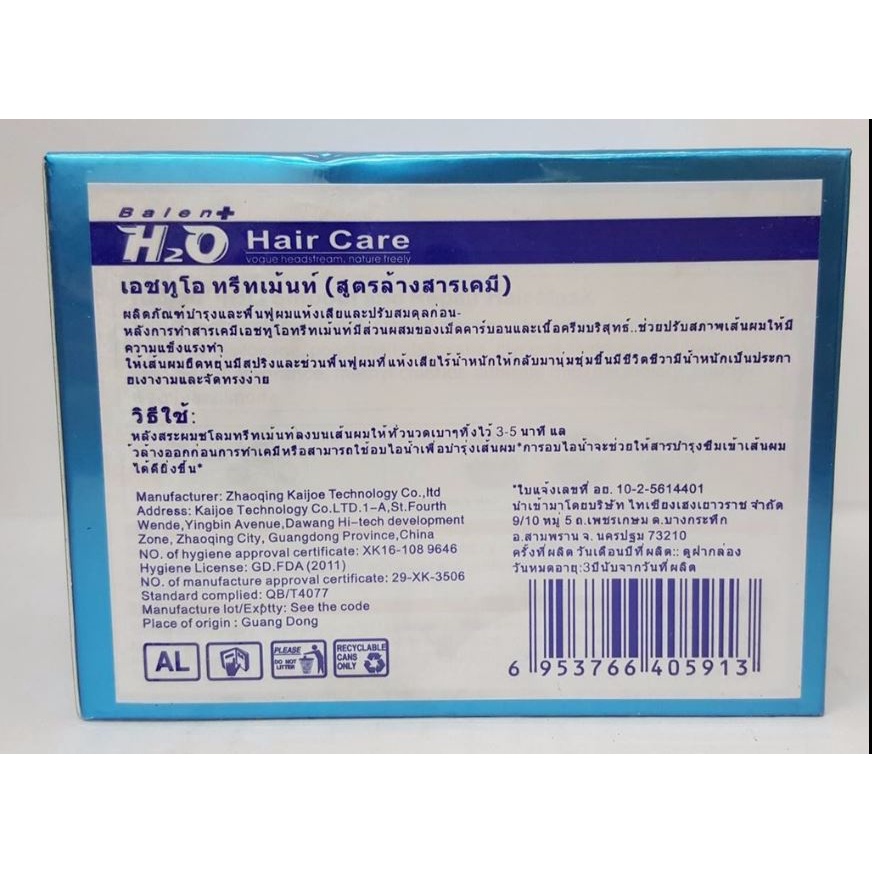 Balen+
H2O Hair Care
vogue headstream. nature freely
เอชทูโอ ทรีทเม้นท์ (สูตรล้างสารเคมี)
ผลิตภัณฑ์บำรุงและฟื้นฟูผมแห้งเสียและปรับสมดุลก่อน-
หลังการทำสารเคมีเอชทูโอทรีทเม้นท์มีส่วนผสมของเม็ดคาร์บอนและเนื้อครีมบริสุทธ์..ช่วยปรับสภาพเส้นผมให้มี
ความแข็งแรงทำ
ให้เส้นผมยืดหยุ่นมีสปริงและช่วนฟื้นฟูผมที่แห้งเสียไร้น้ำหนักให้กลับมานุ่มชุ่มชื้นมีชีวิตชีวามีน้ำหนักเป็นประกา
ยเงางามและจัดทรงง่าย
วิธีใช้:
หลังสระผมชโลมทรีทเม้นท์ลงบนเส้นผมให้ทั่วนวดเบาๆทิ้งไว้ 3-5 นาที แล
้วล้างออกก่อนการทำเคมีหรือสามารถใช้อบไอน้ำเพื่อบำรุงเส้นผม*การอบไอน้ำจะช่วยให้สารบำรุงซึมเข้าเส้นผม
ได้ดียิ่งขึ้น*
Manufacturer: Zhaoqing Kaijoe Technology Co.,ltd
Address: Kaijoe Technology Co.LTD.1-A,St.Fourth
Wende,Yingbin Avenue,Dawang Hi-tech development
Zone, Zhaoqing City, Guangdong Province,China
NO. of hygiene approval certificate: XK16-108 9646
Hygiene License: GD.FDA (2011)
NO. of manufacture approval certificate: 29-XK-3506
Standard complied: QB/T4077
Manufacture lot/Exptty: See the code
Place of origin : Guang Dong
*ใบแจ้งเลขที่ อย. 10-2-5614401
นำเข้ามาโดยบริษัท ไทเชียงเฮงเยาวราช จำกัด
9/10 หมู่ 5 ถ.เพชรเกษม ต.บางกระทึก
อ.สามพราน จ. นครปฐม 73210
ครั้งที่ผลิต วันเดือนปีที่ผลิต:: ดูฝากล่อง
วันหมดอายุ:3ปีนับจากวันที่ผลิต
AL
PLEASE
DO NOT
LITTER
RECYCLABLE
CANS
ONLY
6 953766 405913